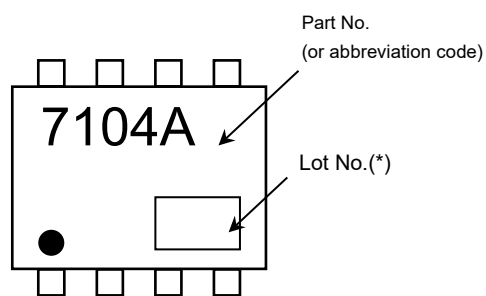 Part No.
(or abbreviation code)
7104A
Lot No.(*)